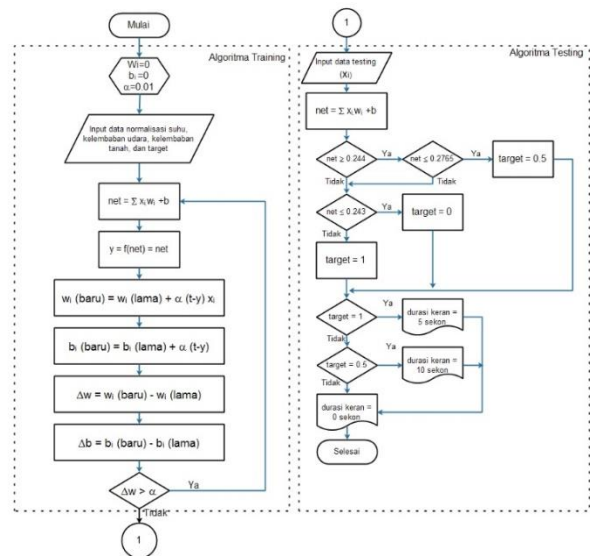 Mulai
Algoritma Training
Wi=0
bi =0
α=0.01
Input data normalisasi suhu,
kelembaban udara, kelembaban
tanah, dan target
net = Σ xiwi +b
y = f(net) = net
wi (baru) = wi (lama) + α (t-y) xi
bi (baru) = bi (lama) + α (t-y)
Δw = wi (baru) - wi (lama)
Δb = bi (baru) - bi (lama)
Δw > α
Ya
Tidak
1
1
Algoritma Testing
Input data testing
(xi)
net = Σ xiwi +b
net ≥ 0.244
Ya
net ≤ 0.2765
Ya
target = 0.5
Tidak
Tidak
net ≤ 0.243
Ya
target = 0
Tidak
target = 1
target = 1
Ya
durasi keran =
5 sekon
Tidak
target = 0.5
Ya
durasi keran =
10 sekon
Tidak
durasi keran =
0 sekon
Selesai